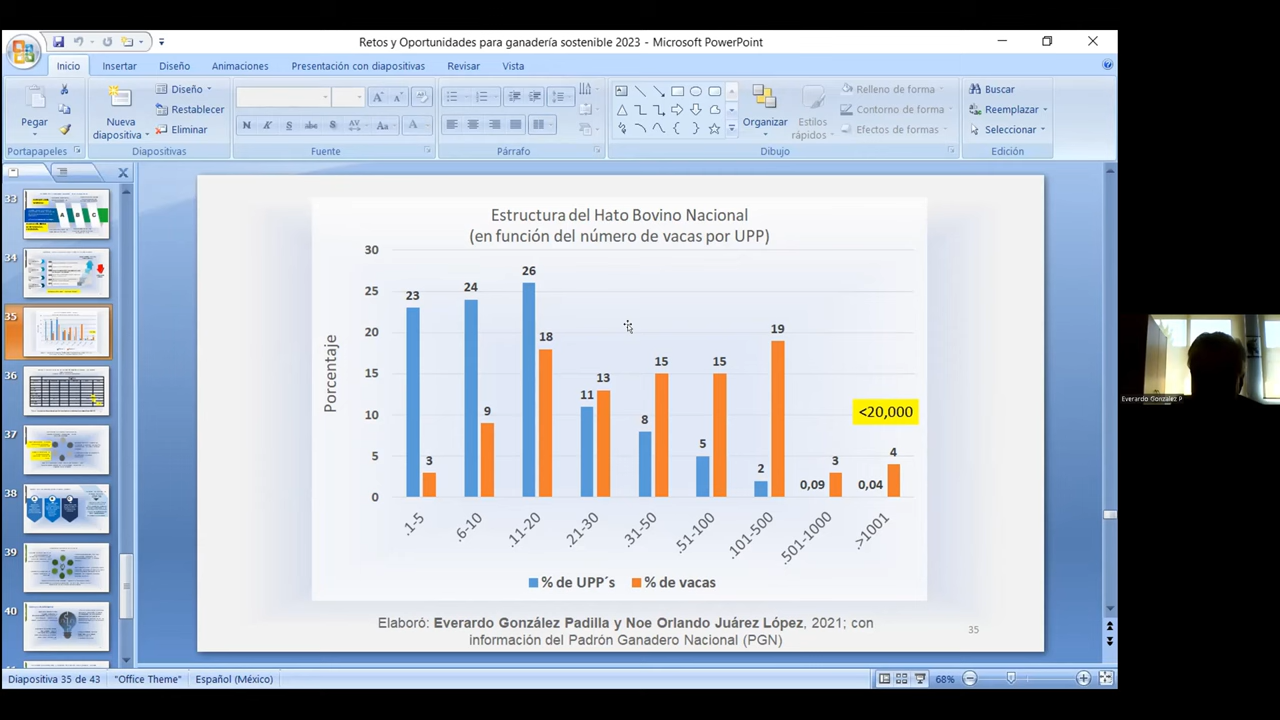 Retos y Oportunidades para ganadería sostenible 2023 - Microsoft PowerPoint
Inicio Insertar Diseño Animaciones Presentación con diapositivas Revisar Vista
Pegar
Portapapeles
Nueva
diapositiva
Diseño
Restablecer
Eliminar
Diapositivas
N K S abc S AV Aa A
Fuente
Párrafo
Organizar
Estilos
rápidos
Relleno de forma
Contorno de forma
Efectos de formas
Dibujo
Buscar
Reemplazar
Seleccionar
Edición
33
34
35
36
37
38
39
40
Estructura del Hato Bovino Nacional
(en función del número de vacas por UPP)
Porcentaje
30
25
20
15
10
5
0
23 24 26 11 8 5 2 0,09 0,04
3 9 18 13 15 15 19 3 4
<20,000
.1-5 .6-10 .11-20 .21-30 .31-50 .51-100 .101-500 .501-1000 .>1001
% de UPP´s % de vacas
Elaboró: Everardo González Padilla y Noe Orlando Juárez López, 2021; con
información del Padrón Ganadero Nacional (PGN)
35
Everardo González P
Diapositiva 35 de 43 "Office Theme" Español (México) 68%